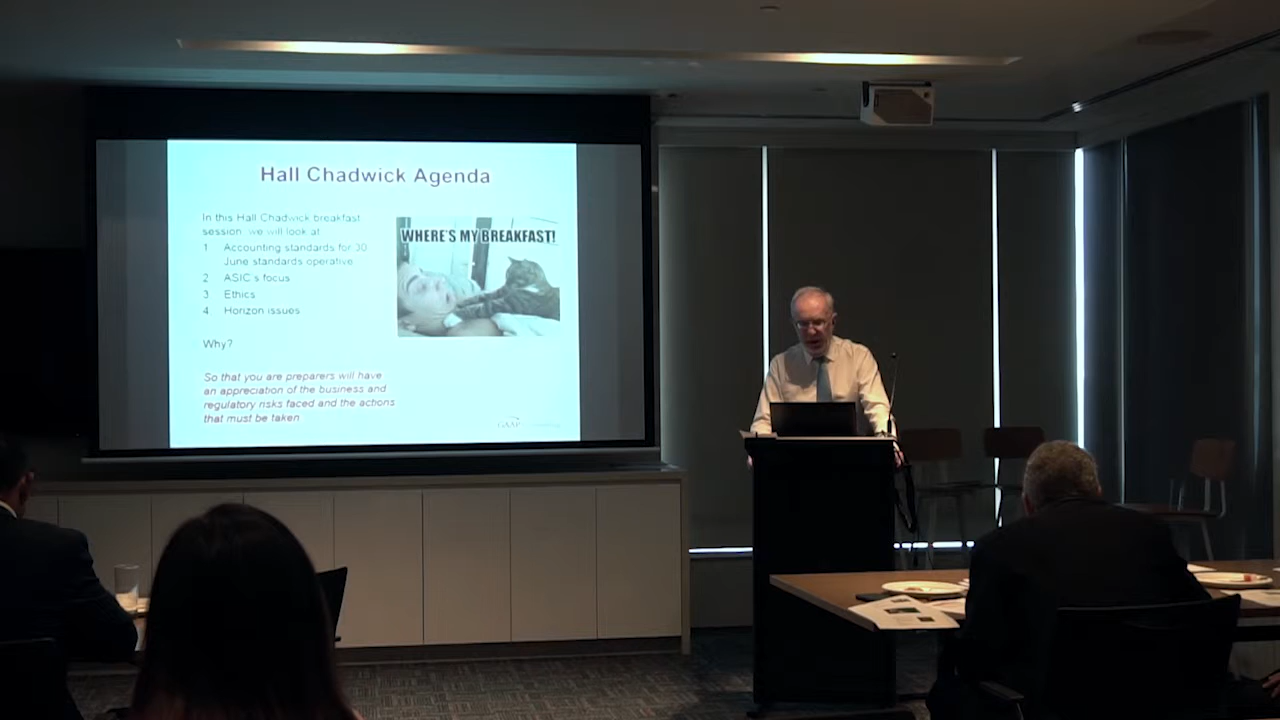 Hall Chadwick Agenda
In this Hall Chadwick breakfast
session we will look at
1 Accounting standards for 30
June standards operative
2 ASIC's focus
3 Ethics
4 Horizon issues
Why?
So that you are preparers will have
an appreciation of the business and
regulatory risks faced and the actions
that must be taken
WHERE'S MY BREAKFAST!
GAAP